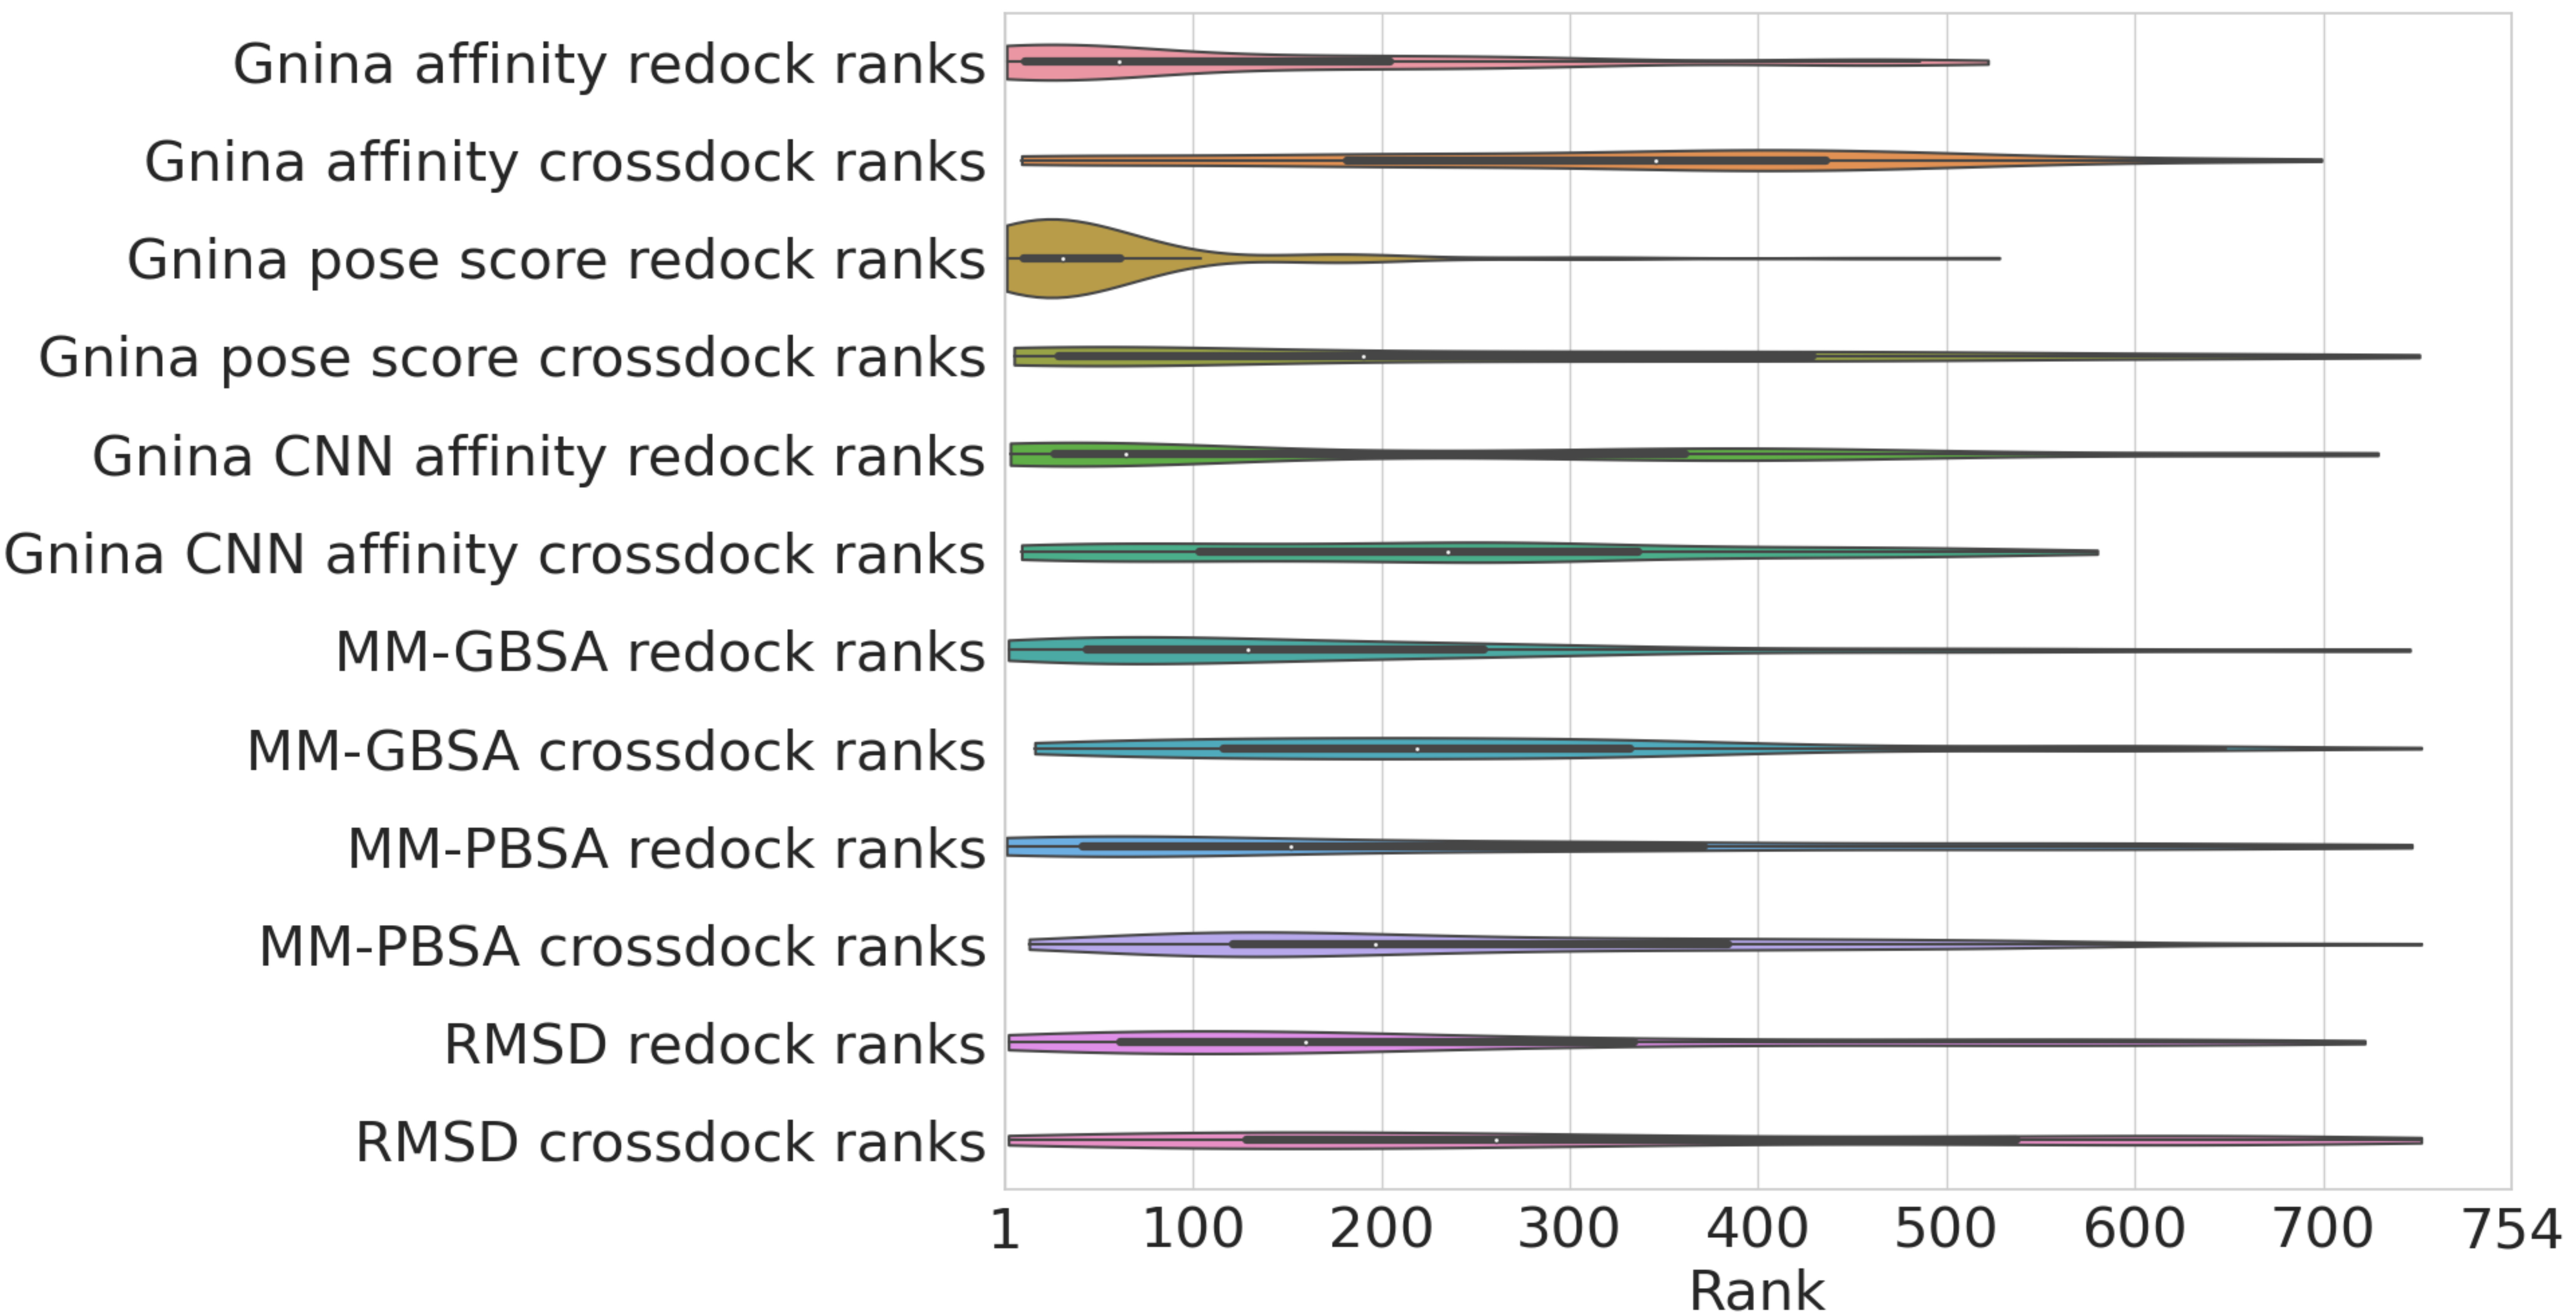 Gnina affinity redock ranks
Gnina affinity crossdock ranks
Gnina pose score redock ranks
Gnina pose score crossdock ranks
Gnina CNN affinity redock ranks
Gnina CNN affinity crossdock ranks
MM-GBSA redock ranks
MM-GBSA crossdock ranks
MM-PBSA redock ranks
MM-PBSA crossdock ranks
RMSD redock ranks
RMSD crossdock ranks
1 100 200 300 400 500 600 700 754
Rank